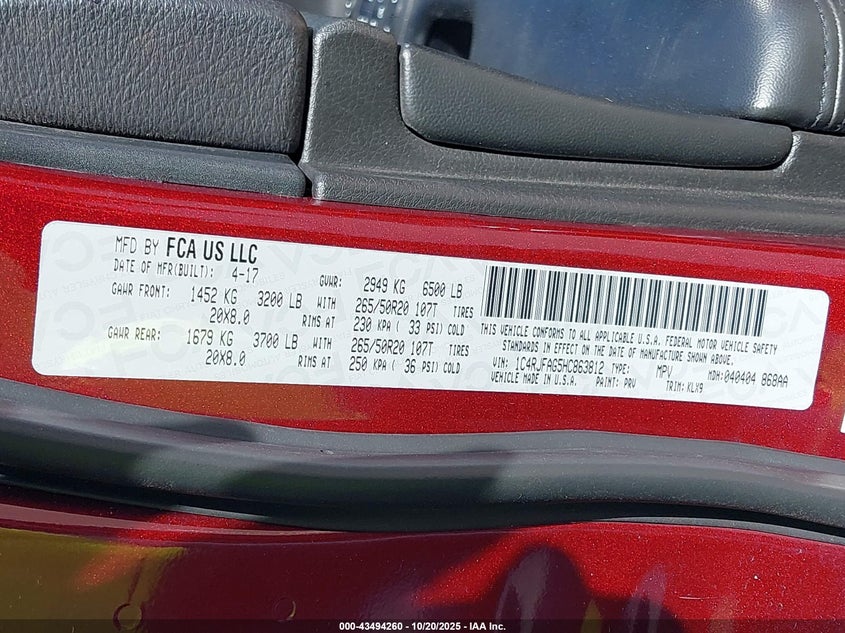 MFD BY FCA US LLC
DATE OF MFR(BUILT): 4-17 GVWR: 2949 KG 6500 LB
GAWR FRONT: 1452 KG 3200 LB WITH 265/50R20 107T TIRES
20X8.0 RIMS AT 230 KPA ( 33 PSI) COLD
GAWR REAR: 1679 KG 3700 LB WITH 265/50R20 107T TIRES
20X8.0 RIMS AT 250 KPA ( 36 PSI) COLD
THIS VEHICLE CONFORMS TO ALL APPLICABLE U.S.A. FEDERAL MOTOR VEHICLE SAFETY
STANDARDS IN EFFECT ON THE DATE OF MANUFACTURE SHOWN ABOVE.
VIN: 1C4RJFAG5HC863812 TYPE: MPV MDH: 040404 868AA
VEHICLE MADE IN U.S.A. PAINT: PRV TRIM: KLX9
000-43494260 - 10/20/2025 - IAA Inc.